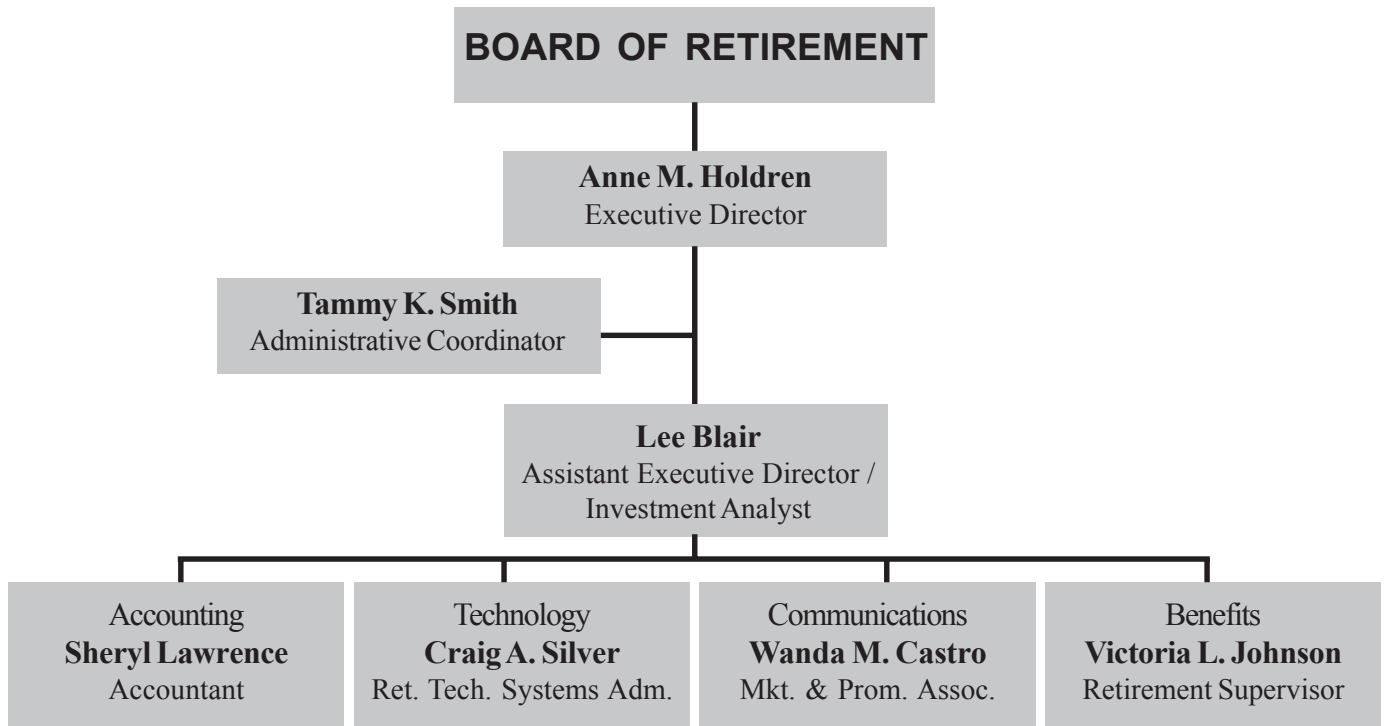 BOARD OF RETIREMENT
Anne M. Holdren
Executive Director
Tammy K. Smith
Administrative Coordinator
Lee Blair
Assistant Executive Director /
Investment Analyst
Accounting
Sheryl Lawrence
Accountant
Technology
Craig A. Silver
Ret. Tech. Systems Adm.
Communications
Wanda M. Castro
Mkt. & Prom. Assoc.
Benefits
Victoria L. Johnson
Retirement Supervisor